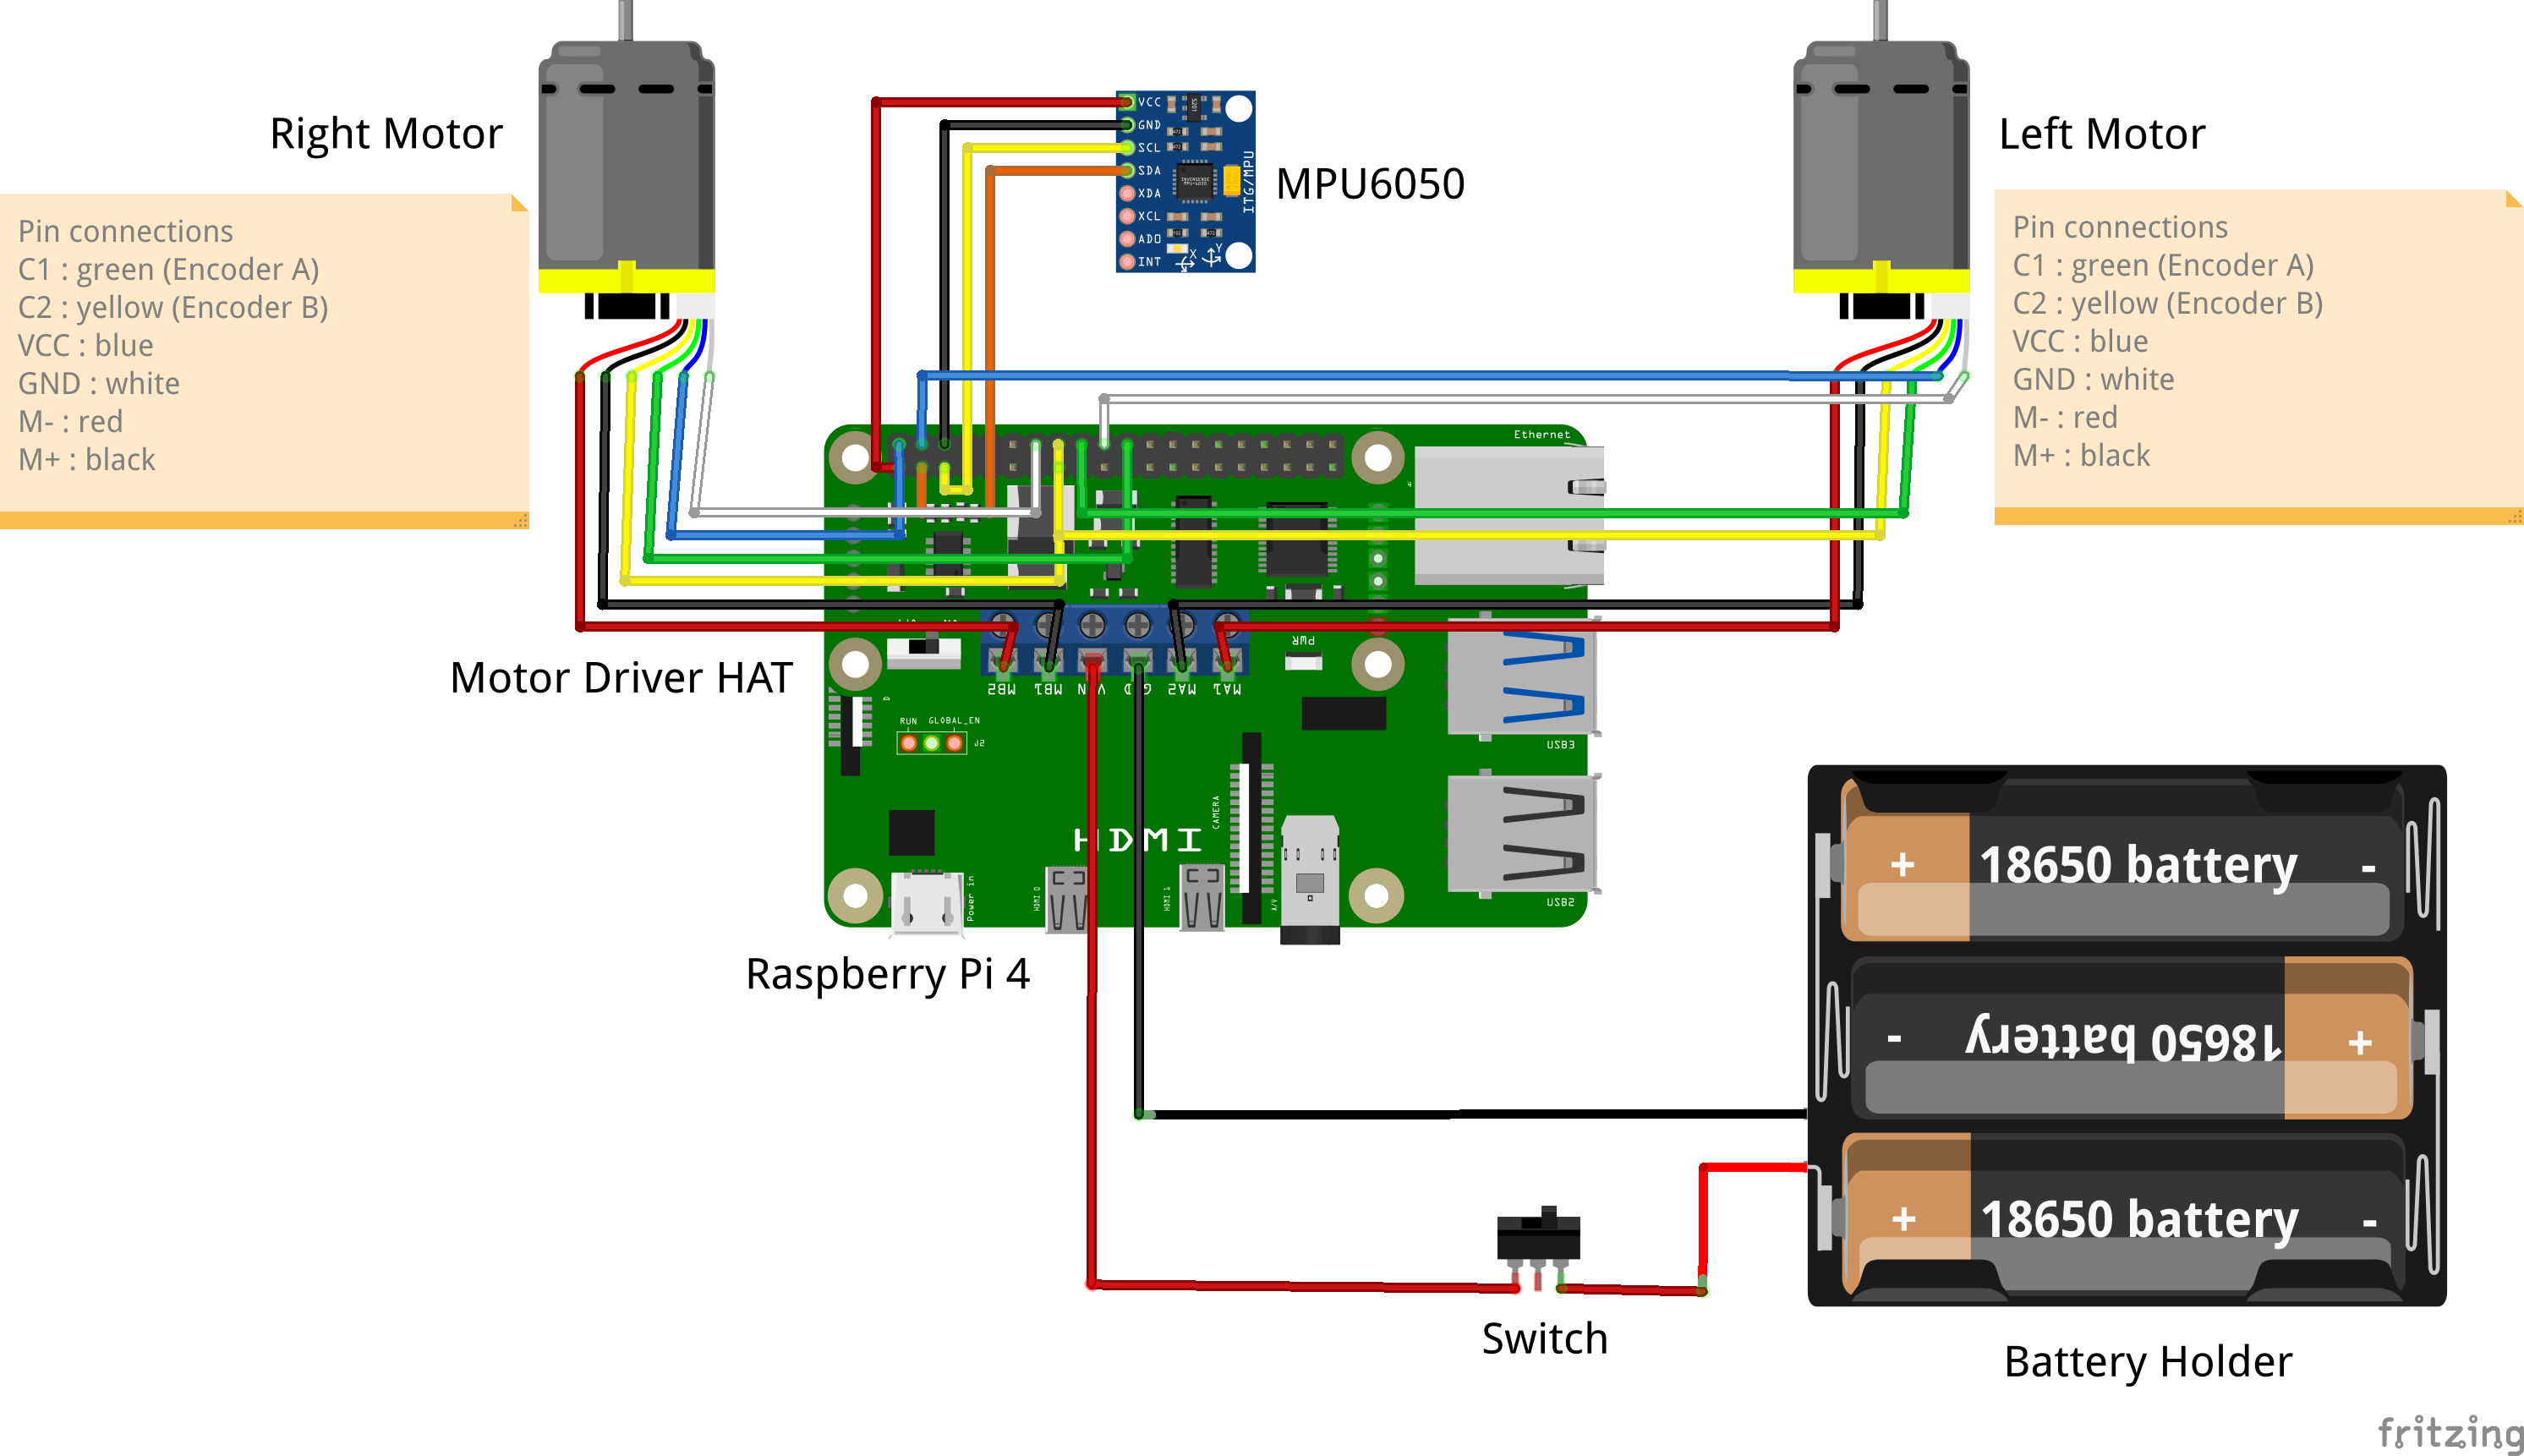 Right Motor
Pin connections
C1 : green (Encoder A)
C2 : yellow (Encoder B)
VCC : blue
GND : white
M- : red
M+ : black
VCC
GND
SCL
SDA
XDA
XCL
AD0
INT
ITG/MPU
X
Y
MPU6050
Left Motor
Pin connections
C1 : green (Encoder A)
C2 : yellow (Encoder B)
VCC : blue
GND : white
M- : red
M+ : black
Ethernet
PWR
Motor Driver HAT
MB2
MB1
MA2
MA1
RUN
GLOBAL_EN
J2
USB3
HDMI
CAMERA
Power in
HDMI 0
HDMI 1
A/V
USB2
Raspberry Pi 4
+ 18650 battery -
- 18650 battery +
+ 18650 battery -
Switch
Battery Holder
fritzing